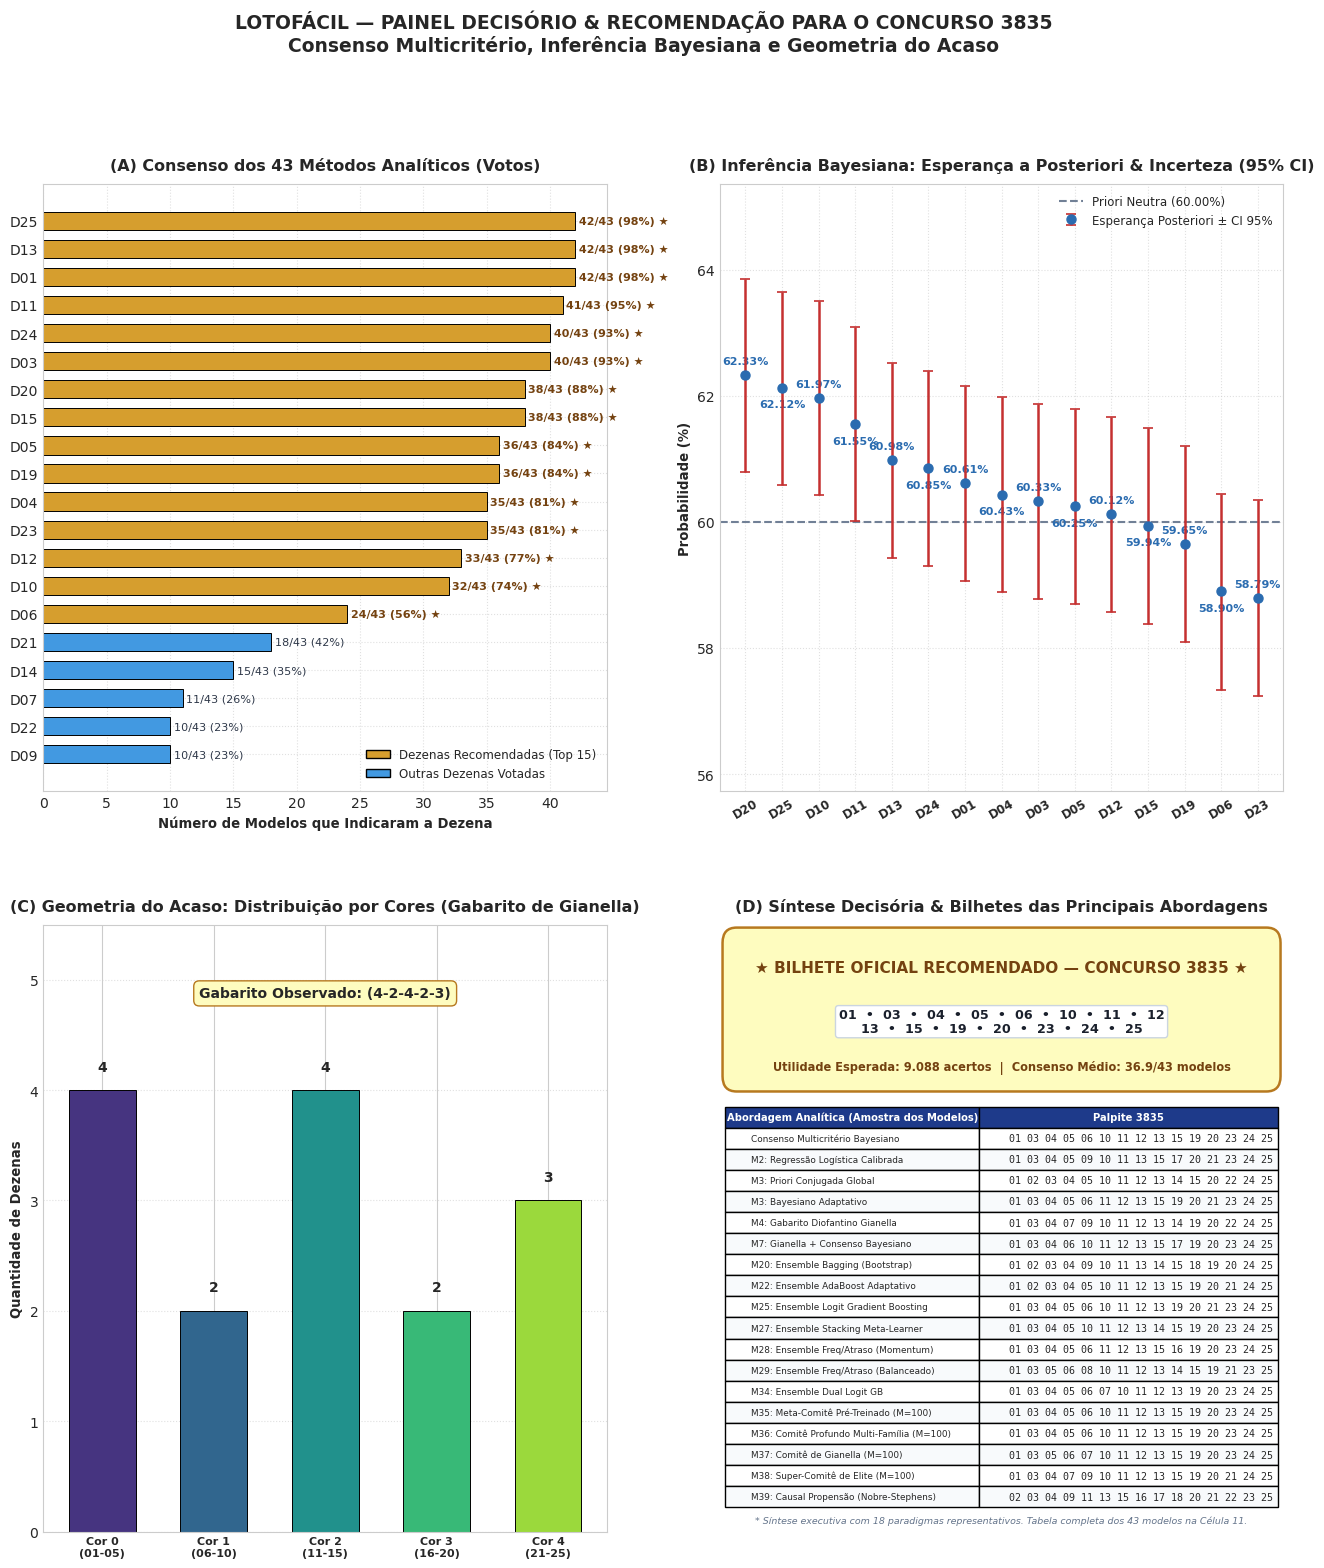 LOTOFÁCIL — PAINEL DECISÓRIO & RECOMENDAÇÃO PARA O CONCURSO 3835
Consenso Multicritério, Inferência Bayesiana e Geometria do Acaso
(A) Consenso dos 43 Métodos Analíticos (Votos)
D25 42/43 (98%) ★
D13 42/43 (98%) ★
D01 42/43 (98%) ★
D11 41/43 (95%) ★
D24 40/43 (93%) ★
D03 40/43 (93%) ★
D20 38/43 (88%) ★
D15 38/43 (88%) ★
D05 36/43 (84%) ★
D19 36/43 (84%) ★
D04 35/43 (81%) ★
D23 35/43 (81%) ★
D12 33/43 (77%) ★
D10 32/43 (74%) ★
D06 24/43 (56%) ★
D21 18/43 (42%)
D14 15/43 (35%)
D07 11/43 (26%)
D22 10/43 (23%)
D09 10/43 (23%)
Dezenas Recomendadas (Top 15)
Outras Dezenas Votadas
0 5 10 15 20 25 30 35 40
Número de Modelos que Indicaram a Dezena
(B) Inferência Bayesiana: Esperança a Posteriori & Incerteza (95% CI)
Priori Neutra (60.00%)
Esperança Posteriori ± CI 95%
Probabilidade (%)
64
62
60
58
56
62.33%
62.12%
61.97%
61.55%
60.98%
60.85%
60.61%
60.43%
60.33%
60.25%
60.12%
59.94%
59.65%
58.90%
58.79%
D20 D25 D10 D11 D13 D24 D01 D04 D03 D05 D12 D15 D19 D06 D23
(C) Geometria do Acaso: Distribuição por Cores (Gabarito de Gianella)
Gabarito Observado: (4-2-4-2-3)
Quantidade de Dezenas
5
4
3
2
1
0
4
2
4
2
3
Cor 0
(01-05)
Cor 1
(06-10)
Cor 2
(11-15)
Cor 3
(16-20)
Cor 4
(21-25)
(D) Síntese Decisória & Bilhetes das Principais Abordagens
★ BILHETE OFICIAL RECOMENDADO — CONCURSO 3835 ★
01 • 03 • 04 • 05 • 06 • 10 • 11 • 12
13 • 15 • 19 • 20 • 23 • 24 • 25
Utilidade Esperada: 9.088 acertos | Consenso Médio: 36.9/43 modelos
Abordagem Analítica (Amostra dos Modelos) Palpite 3835
Consenso Multicritério Bayesiano 01 03 04 05 06 10 11 12 13 15 19 20 23 24 25
M2: Regressão Logística Calibrada 01 03 04 05 09 10 11 13 15 17 20 21 23 24 25
M3: Priori Conjugada Global 01 02 03 04 05 10 11 12 13 14 15 20 22 24 25
M3: Bayesiano Adaptativo 01 03 04 05 06 11 12 13 15 19 20 21 23 24 25
M4: Gabarito Diofantino Gianella 01 03 04 07 09 10 11 12 13 14 19 20 22 24 25
M7: Gianella + Consenso Bayesiano 01 03 04 06 10 11 12 13 15 17 19 20 23 24 25
M20: Ensemble Bagging (Bootstrap) 01 02 03 04 09 10 11 13 14 15 18 19 20 24 25
M22: Ensemble AdaBoost Adaptativo 01 02 03 04 05 10 11 12 13 15 19 20 21 24 25
M25: Ensemble Logit Gradient Boosting 01 03 04 05 06 10 11 12 13 19 20 21 23 24 25
M27: Ensemble Stacking Meta-Learner 01 03 04 05 10 11 12 13 14 15 19 20 23 24 25
M28: Ensemble Freq/Atraso (Momentum) 01 03 04 05 06 11 12 13 15 16 19 20 23 24 25
M29: Ensemble Freq/Atraso (Balanceado) 01 03 05 06 08 10 11 12 13 14 15 19 21 23 25
M34: Ensemble Dual Logit GB 01 03 04 05 06 07 10 11 12 13 19 20 23 24 25
M35: Meta-Comitê Pré-Treinado (M=100) 01 03 04 05 06 10 11 12 13 15 19 20 23 24 25
M36: Comitê Profundo Multi-Família (M=100) 01 03 04 05 06 10 11 12 13 15 19 20 23 24 25
M37: Comitê de Gianella (M=100) 01 03 05 06 07 10 11 12 13 15 19 20 23 24 25
M38: Super-Comitê de Elite (M=100) 01 03 04 07 09 10 11 12 13 15 19 20 21 24 25
M39: Causal Propensão (Nobre-Stephens) 02 03 04 09 11 13 15 16 17 18 20 21 22 23 25
* Síntese executiva com 18 paradigmas representativos. Tabela completa dos 43 modelos na Célula 11.